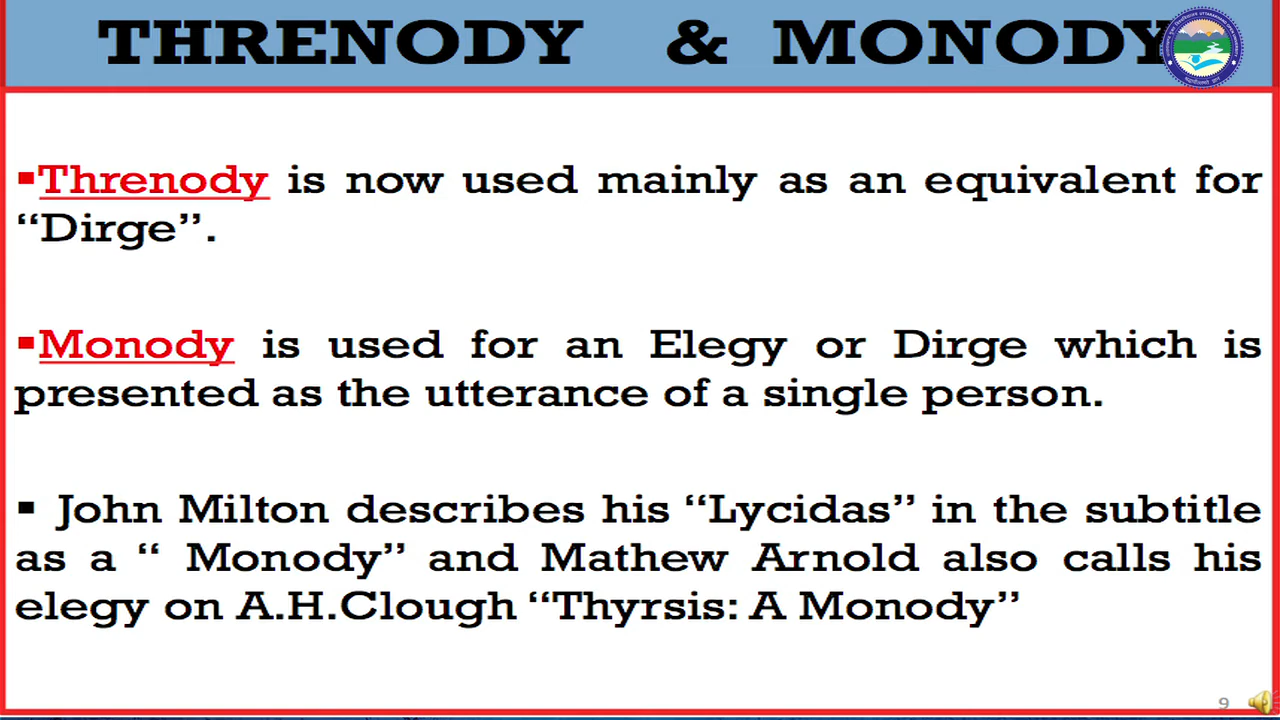 THRENODY & MONODY
▪Threnody is now used mainly as an equivalent for
“Dirge”.
▪Monody is used for an Elegy or Dirge which is
presented as the utterance of a single person.
▪ John Milton describes his “Lycidas” in the subtitle
as a “ Monody” and Mathew Arnold also calls his
elegy on A.H.Clough “Thyrsis: A Monody”
9